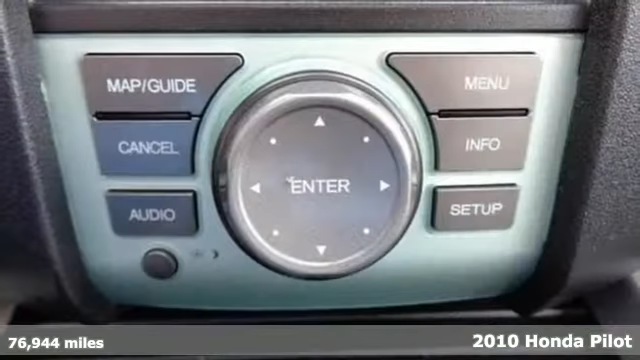 MAP/GUIDE
MENU
CANCEL
INFO
ENTER
AUDIO
SETUP
76,944 miles
2010 Honda Pilot